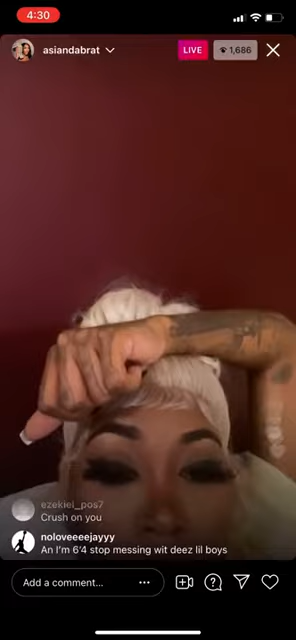 4:30
asiandabrat
LIVE
1,686
ezekiel_pos7
Crush on you
noloveeeejayyy
An I'm 6'4 stop messing wit deez lil boys
Add a comment...